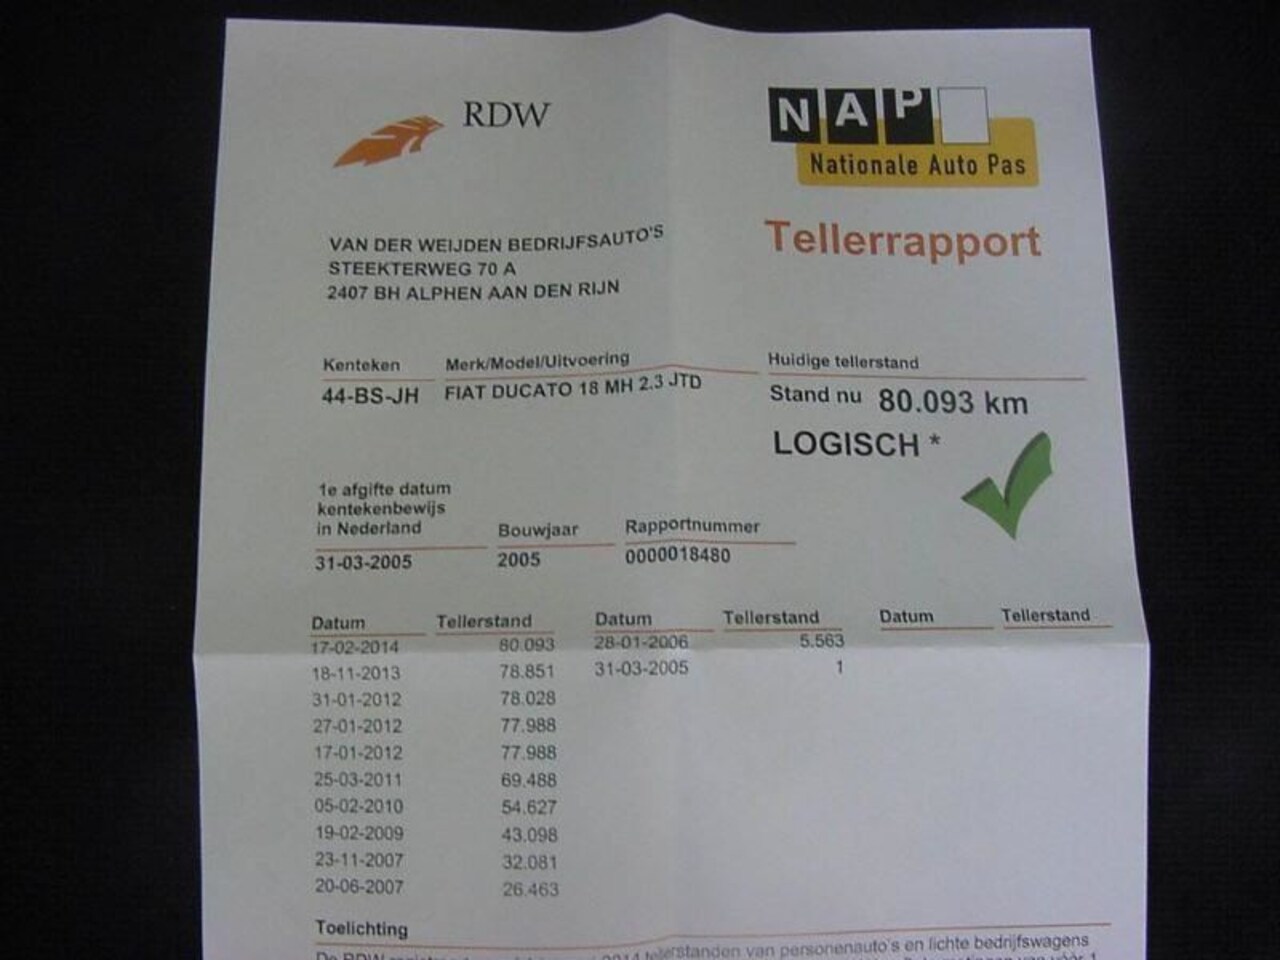 RDW
NAP
Nationale Auto Pas
Tellerrapport
VAN DER WEIJDEN BEDRIJFSAUTO'S
STEEKTERWEG 70 A
2407 BH ALPHEN AAN DEN RIJN
Kenteken Merk/Model/Uitvoering Huidige tellerstand
44-BS-JH FIAT DUCATO 18 MH 2.3 JTD Stand nu 80.093 km
LOGISCH *
1e afgifte datum
kentekenbewijs
in Nederland Bouwjaar Rapportnummer
31-03-2005 2005 0000018480
Datum Tellerstand Datum Tellerstand Datum Tellerstand
17-02-2014 80.093 28-01-2006 5.563
18-11-2013 78.851 31-03-2005 1
31-01-2012 78.028
27-01-2012 77.988
17-01-2012 77.988
25-03-2011 69.488
05-02-2010 54.627
19-02-2009 43.098
23-11-2007 32.081
20-06-2007 26.463
Toelichting
De RDW 2014 tellerstanden van personenauto's en lichte bedrijfswagens